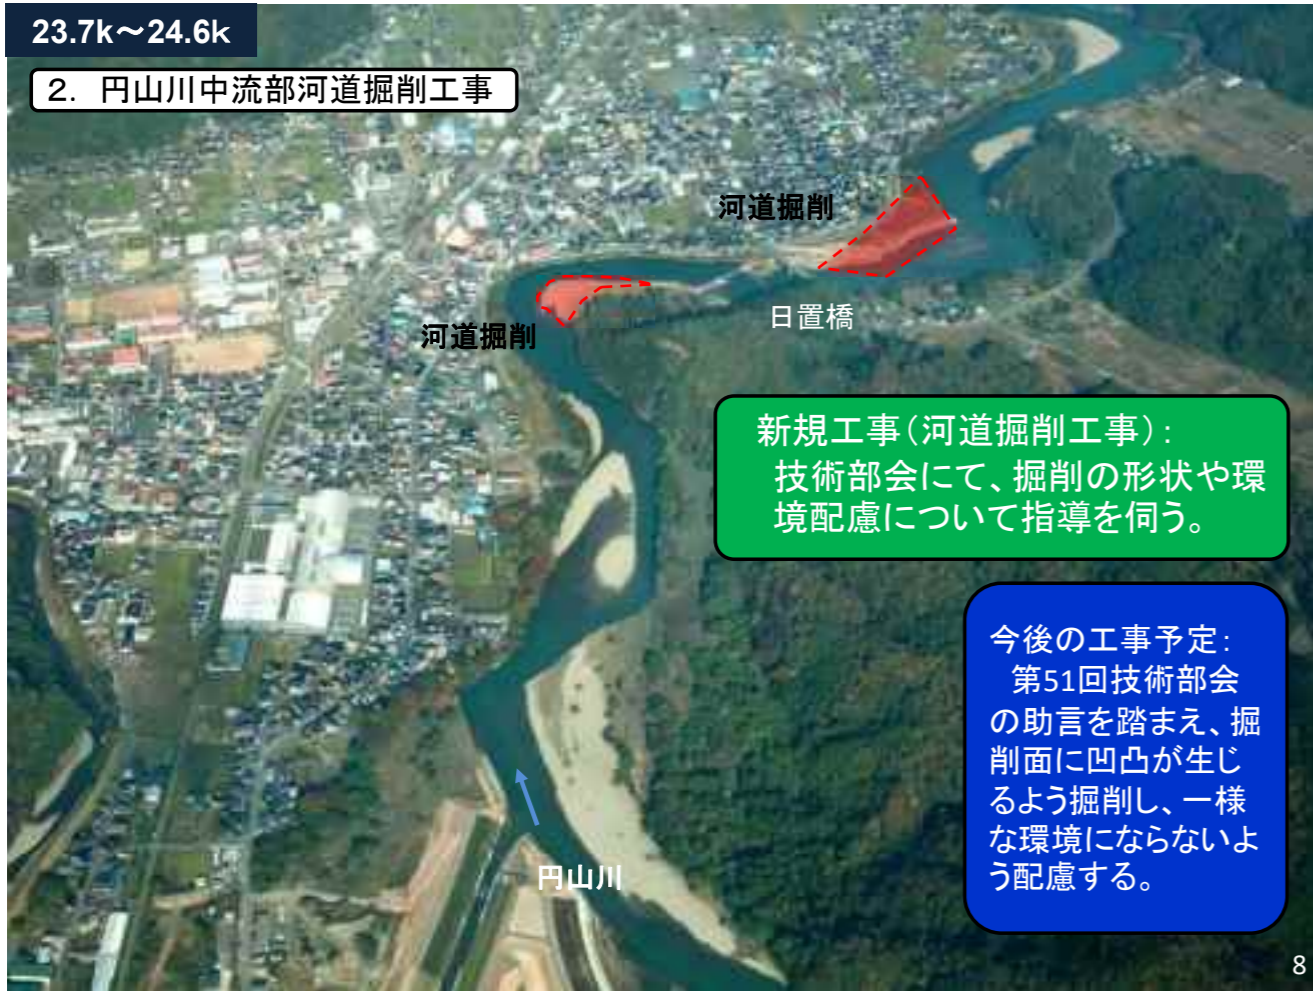 23.7k～24.6k
２．円山川中流部河道掘削工事
河道掘削
河道掘削
日置橋
新規工事（河道掘削工事）：
技術部会にて、掘削の形状や環
境配慮について指導を伺う。
今後の工事予定：
第51回技術部会
の助言を踏まえ、掘
削面に凹凸が生じ
るよう掘削し、一様
な環境にならないよ
う配慮する。
円山川
8